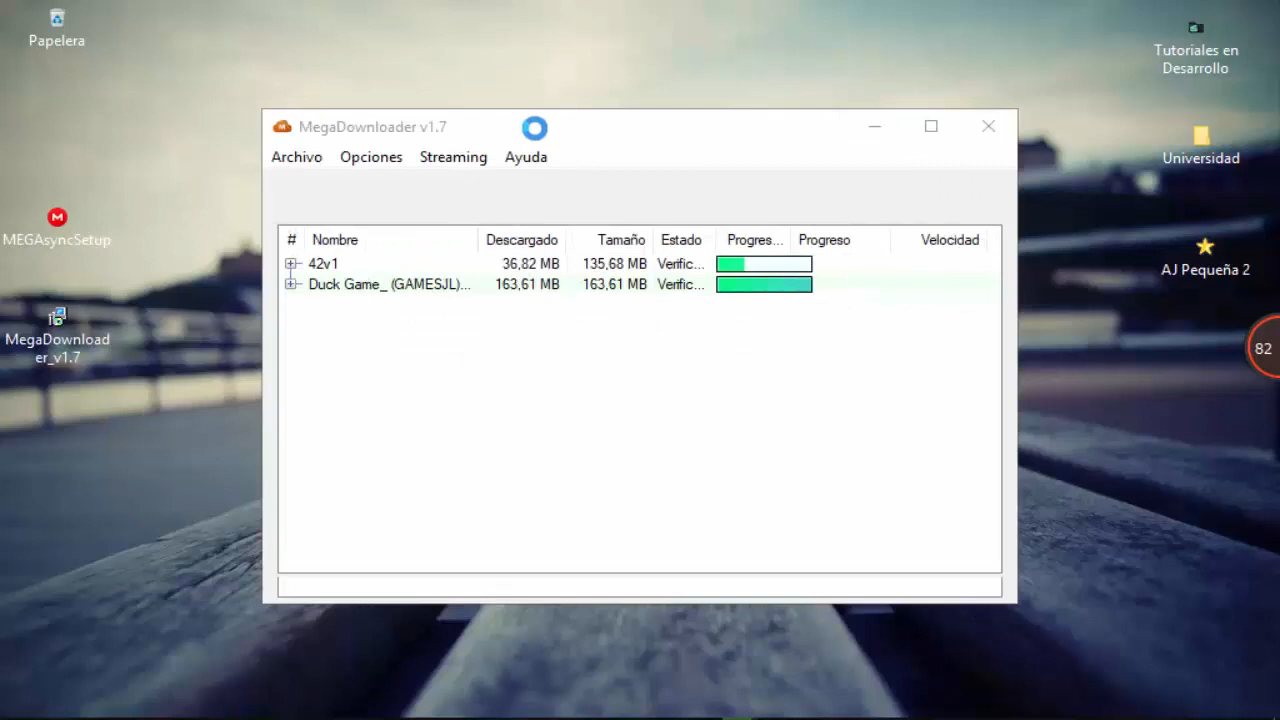 Papelera
Tutoriales en
Desarrollo
MegaDownloader v1.7
Archivo Opciones Streaming Ayuda
Universidad
MEGAsyncSetup
# Nombre Descargado Tamaño Estado Progres... Progreso Velocidad
42v1 36,82 MB 135,68 MB Verific...
Duck Game_ (GAMESJL)... 163,61 MB 163,61 MB Verific...
AJ Pequeña 2
MegaDownload
er_v1.7
82